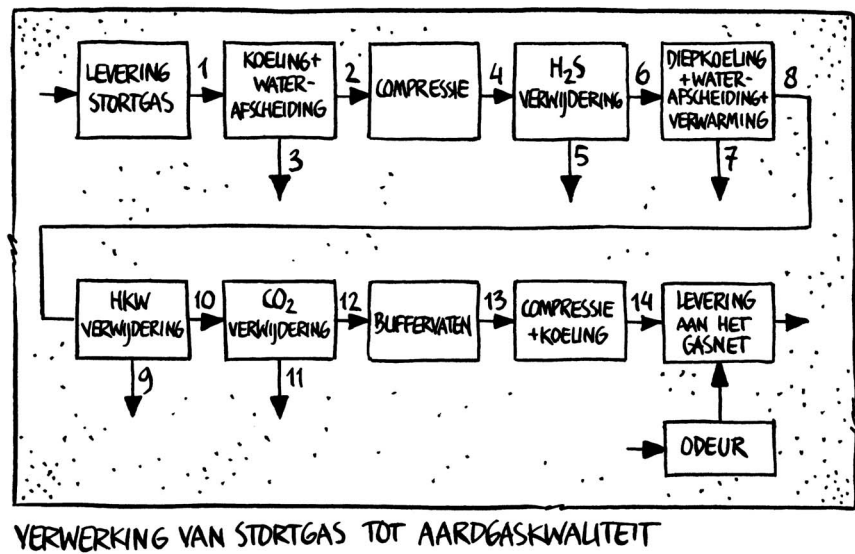 LEVERING
STORTGAS
1
KOELING+
WATER-
AFSCHEIDING
2
COMPRESSIE
4
H₂S
VERWIJDERING
6
DIEPKOELING
+WATER-
AFSCHEIDING+
VERWARMING
8
3
5
7
HKW
VERWIJDERING
10
CO₂
VERWIJDERING
12
BUFFERVATEN
13
COMPRESSIE
+KOELING
14
LEVERING
AAN HET
GASNET
9
11
ODEUR
VERWERKING VAN STORTGAS TOT AARDGASKWALITEIT